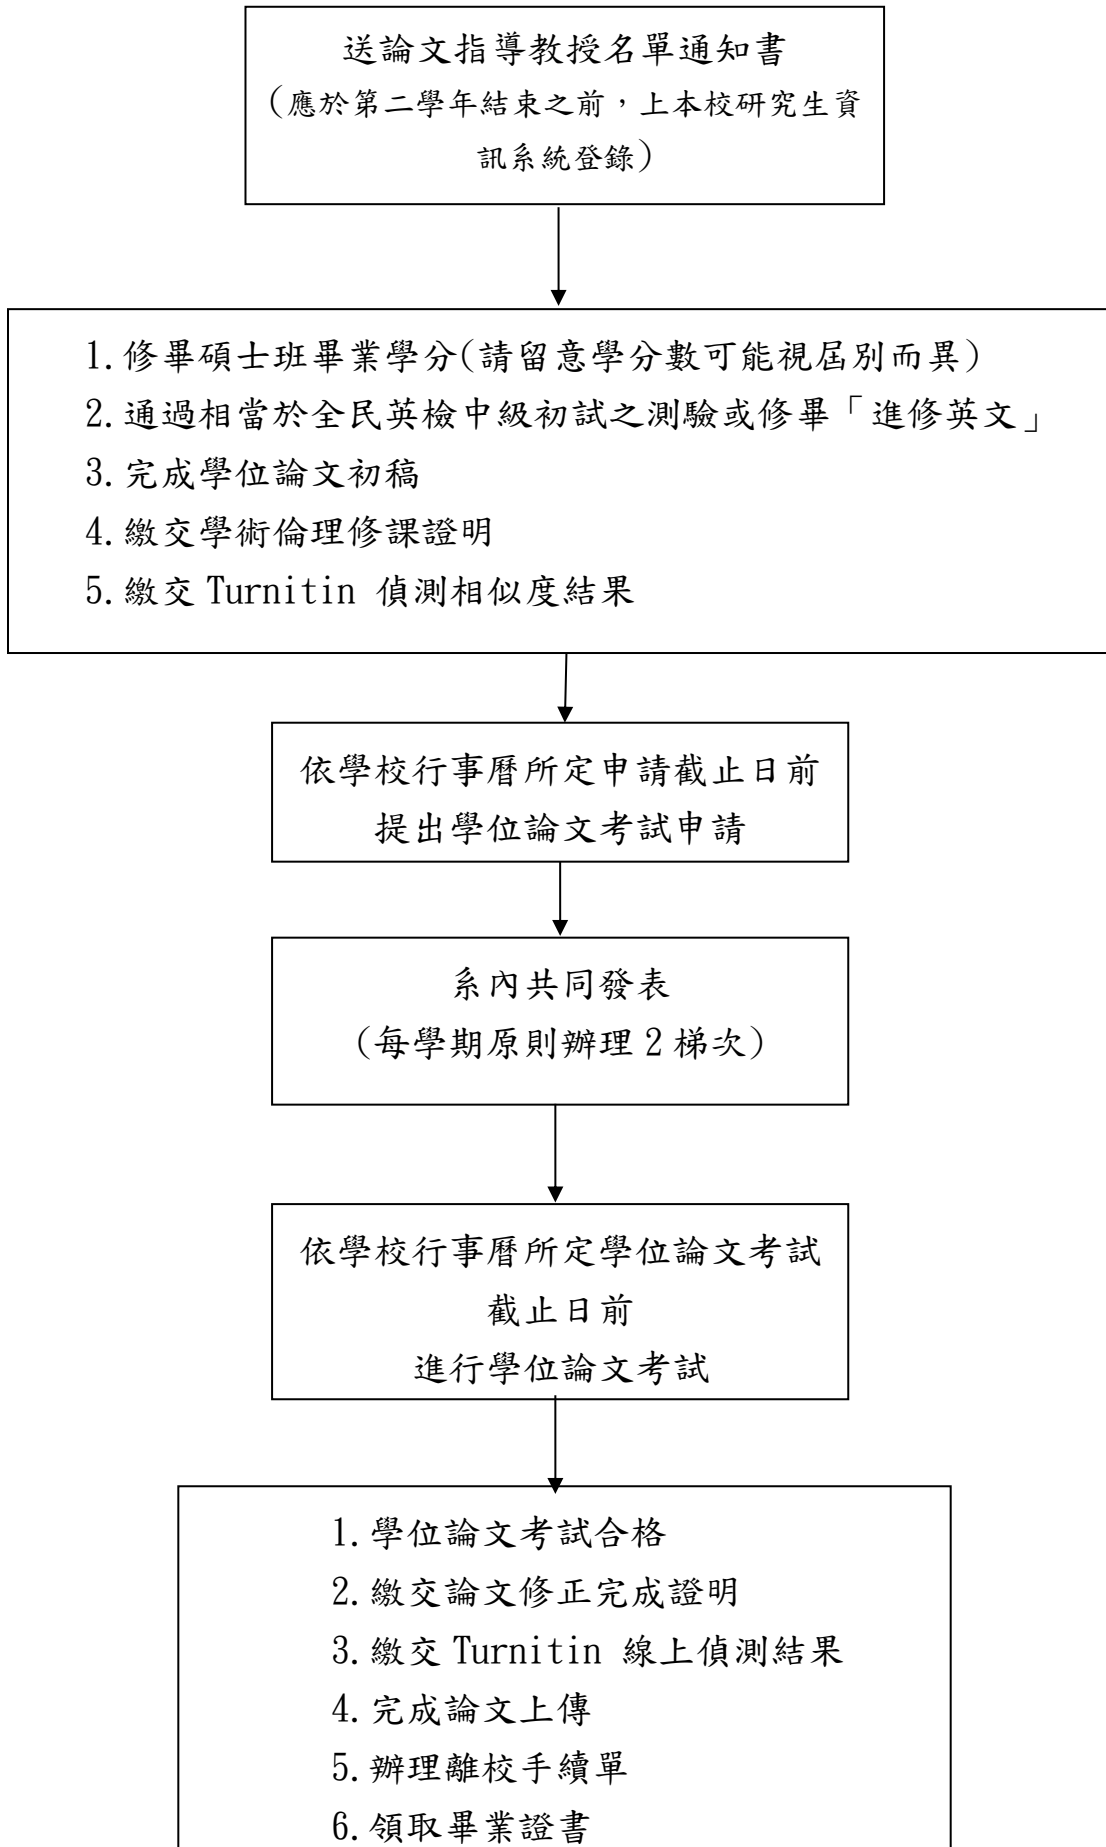 送論文指導教授名單通知書
(應於第二學年結束之前，上本校研究生資
訊系統登錄)
1.修畢碩士班畢業學分(請留意學分數可能視屆別而異)
2.通過相當於全民英檢中級初試之測驗或修畢「進修英文」
3.完成學位論文初稿
4.繳交學術倫理修課證明
5.繳交 Turnitin 偵測相似度結果
依學校行事曆所定申請截止日前
提出學位論文考試申請
系內共同發表
(每學期原則辦理 2 梯次)
依學校行事曆所定學位論文考試
截止日前
進行學位論文考試
1.學位論文考試合格
2.繳交論文修正完成證明
3.繳交 Turnitin 線上偵測結果
4.完成論文上傳
5.辦理離校手續單
6.領取畢業證書